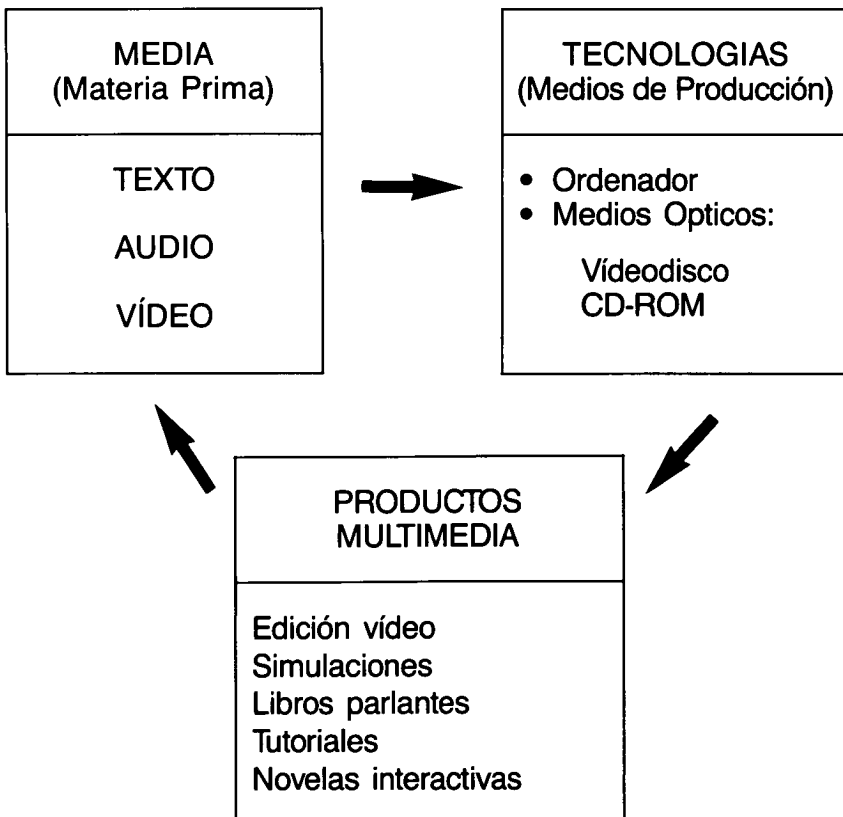 MEDIA
(Materia Prima)
TEXTO
AUDIO
VÍDEO
TECNOLOGIAS
(Medios de Producción)
• Ordenador
• Medios Opticos:
Vídeodisco
CD-ROM
PRODUCTOS
MULTIMEDIA
Edición vídeo
Simulaciones
Libros parlantes
Tutoriales
Novelas interactivas